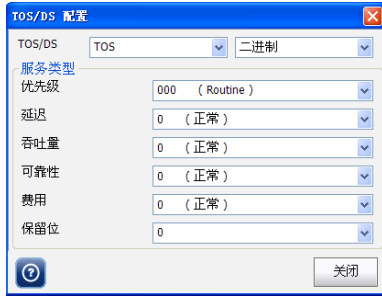 TOS/DS 配置
TOS/DS TOS 二进制
服务类型
优先级 000 （Routine）
延迟 0 （正常）
吞吐量 0 （正常）
可靠性 0 （正常）
费用 0 （正常）
保留位 0
关闭